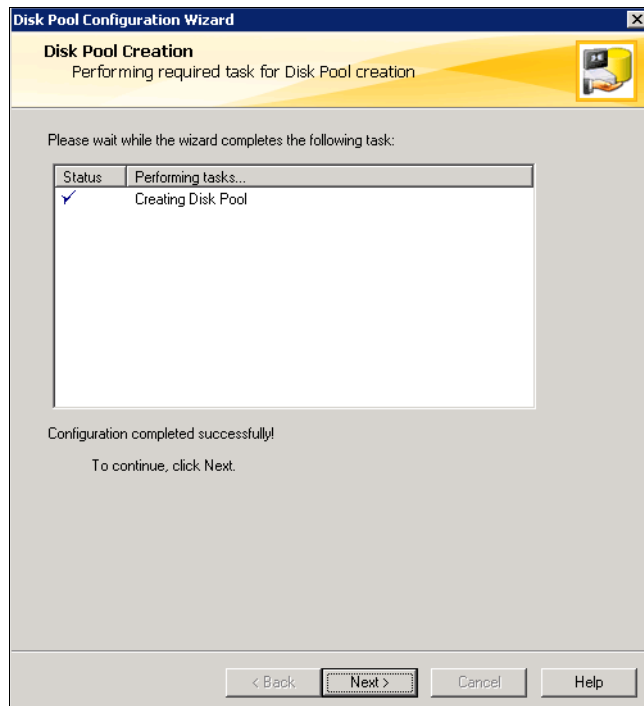 Disk Pool Configuration Wizard
Disk Pool Creation
Performing required task for Disk Pool creation
Please wait while the wizard completes the following task:
Status Performing tasks...
Creating Disk Pool
Configuration completed successfully!
To continue, click Next.
< Back Next > Cancel Help